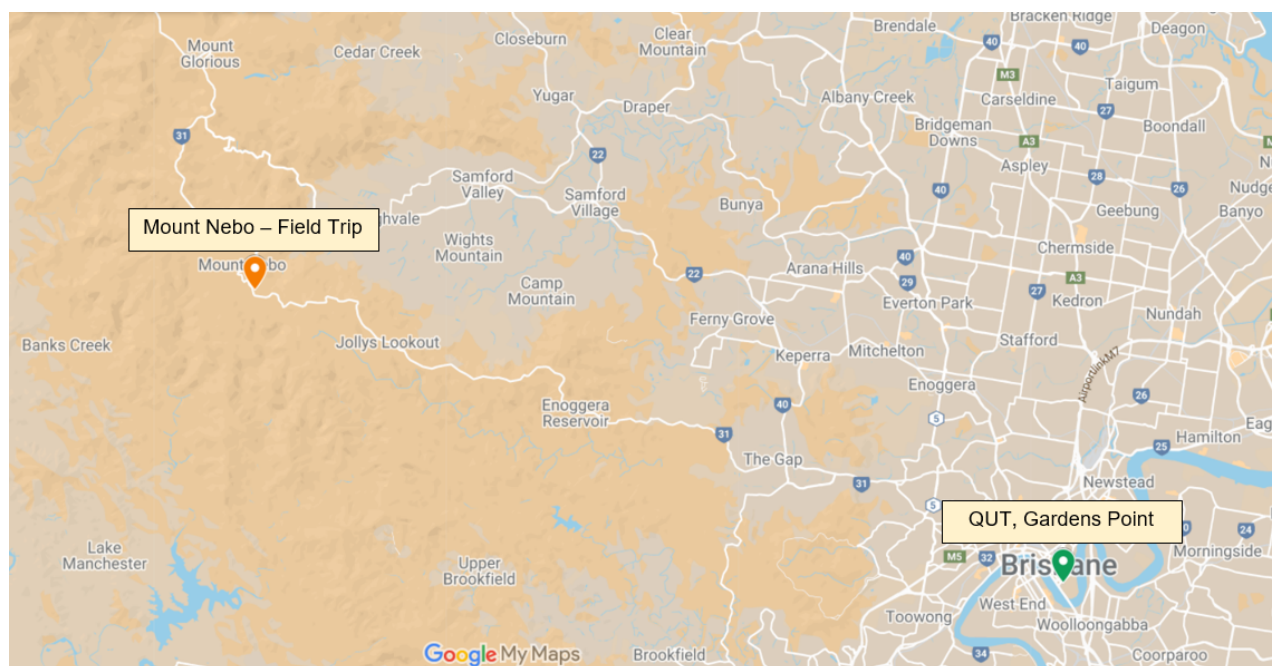 Bracken Ridge
Deagon
Brendale
Closeburn
Clear
Mountain
Mount
Glorious
Cedar Creek
40
40
M3
Taigum
Yugar
Draper
Albany Creek
Carseldine
27
Boondall
Bridgeman
Downs
31
A3
Aspley
22
28
26
Samford
Valley
40
Samford
Village
Bunya
Geebung
Banyo
Mount Nebo – Field Trip
Wights
Mountain
Chermside
Mount Nebo
22
Arana Hills
40
29
A3
27
Kedron
Camp
Mountain
Everton Park
Nundah
Ferny Grove
Banks Creek
Jollys Lookout
Keperra
Mitchelton
Stafford
AirportlinkM7
Enoggera
26
Enoggera
Reservoir
40
5
31
Hamilton
25
The Gap
31
Newstead
5
QUT, Gardens Point
24
Lake
Manchester
Upper
Brookfield
M5
32
Brisbane
Morningside
West End
Toowong
Woolloongabba
Google My Maps
Brookfield
34
Coorparoo